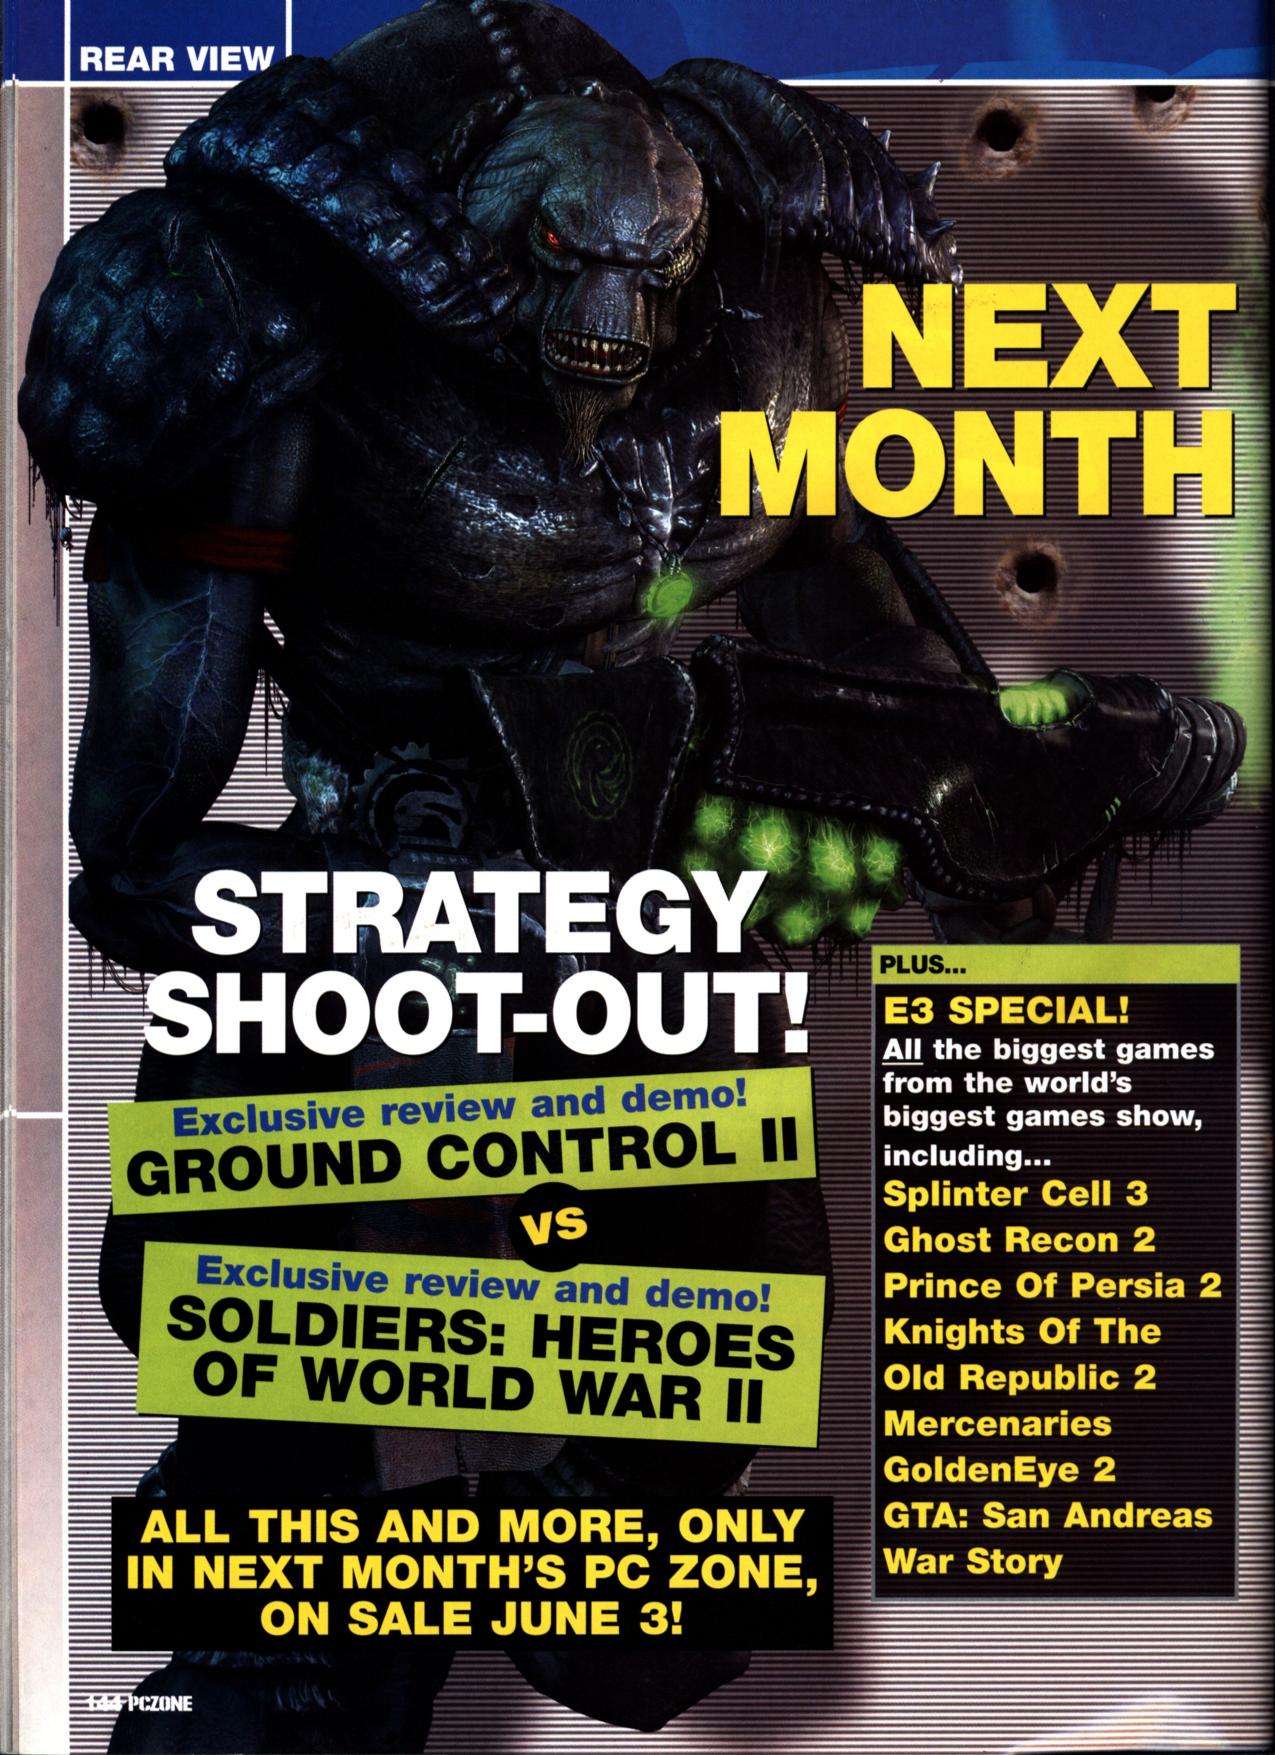 REAR VIEW
NEXT
MONTH
STRATEGY
SHOOT-OUT!
Exclusive review and demo!
GROUND CONTROL II
VS
Exclusive review and demo!
SOLDIERS: HEROES
OF WORLD WAR II
ALL THIS AND MORE, ONLY
IN NEXT MONTH'S PC ZONE,
ON SALE JUNE 3!
PLUS...
E3 SPECIAL!
All the biggest games
from the world's
biggest games show,
including...
Splinter Cell 3
Ghost Recon 2
Prince Of Persia 2
Knights Of The
Old Republic 2
Mercenaries
GoldenEye 2
GTA: San Andreas
War Story
144 PCZONE